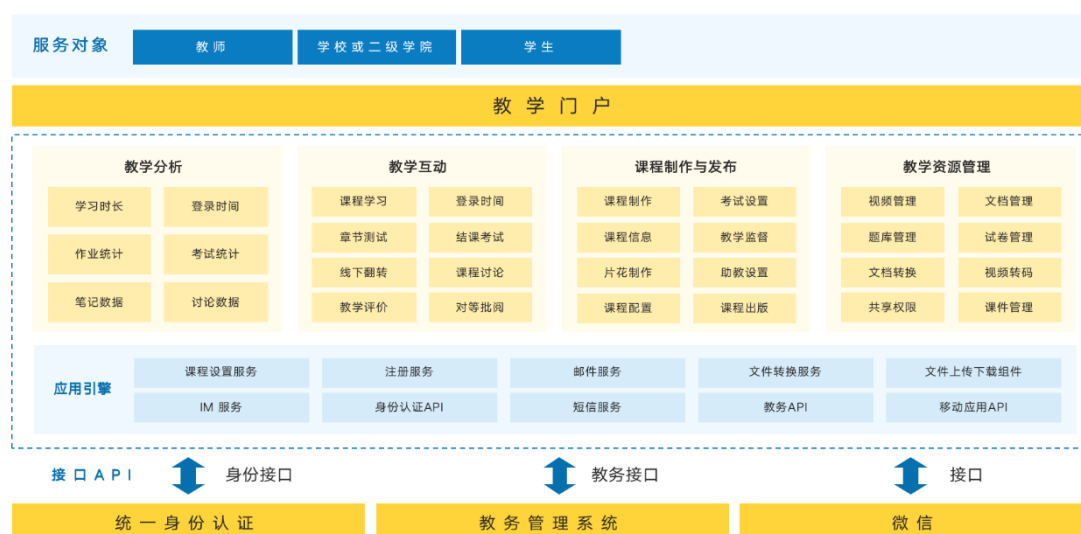 服务对象 教师 学校或二级学院 学生
教学门户
教学分析 教学互动 课程制作与发布 教学资源管理
学习时长 登录时间
作业统计 考试统计
笔记数据 讨论数据
课程学习 登录时间
章节测试 结课考试
线下翻转 课程讨论
教学评价 对等批阅
课程制作 考试设置
课程信息 教学监督
片花制作 助教设置
课程配置 课程出版
视频管理 文档管理
题库管理 试卷管理
文档转换 视频转码
共享权限 课件管理
应用引擎
课程设置服务 注册服务 邮件服务 文件转换服务 文件上传下载组件
IM 服务 身份认证API 短信服务 教务API 移动应用API
接口API 身份接口 教务接口 接口
统一身份认证 教务管理系统 微信